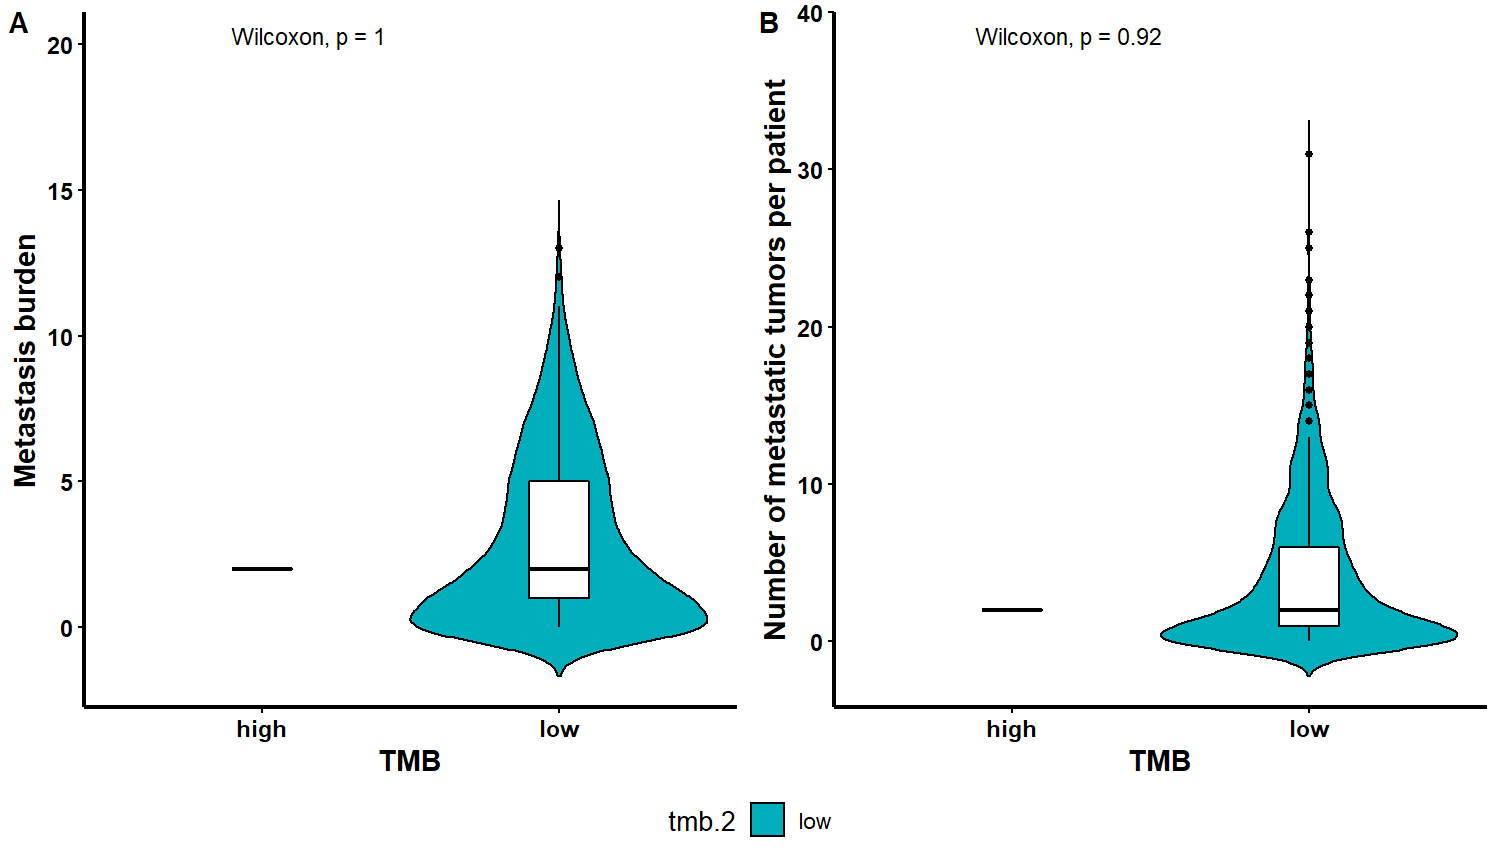 A
Wilcoxon, p = 1
20
15
10
5
0
Metastasis burden
high
low
TMB
B
Wilcoxon, p = 0.92
40
30
20
10
0
Number of metastatic tumors per patient
high
low
TMB
tmb.2
low